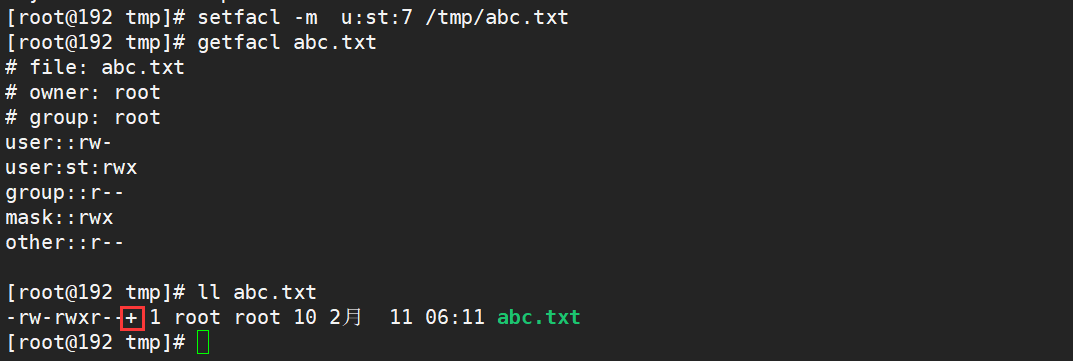 [root@192 tmp]# setfacl -m  u:st:7 /tmp/abc.txt
[root@192 tmp]# getfacl abc.txt
# file: abc.txt
# owner: root
# group: root
user::rw-
user:st:rwx
group::r--
mask::rwx
other::r--

[root@192 tmp]# ll abc.txt
-rw-rwxr--+ 1 root root 10 2月  11 06:11 abc.txt
[root@192 tmp]#